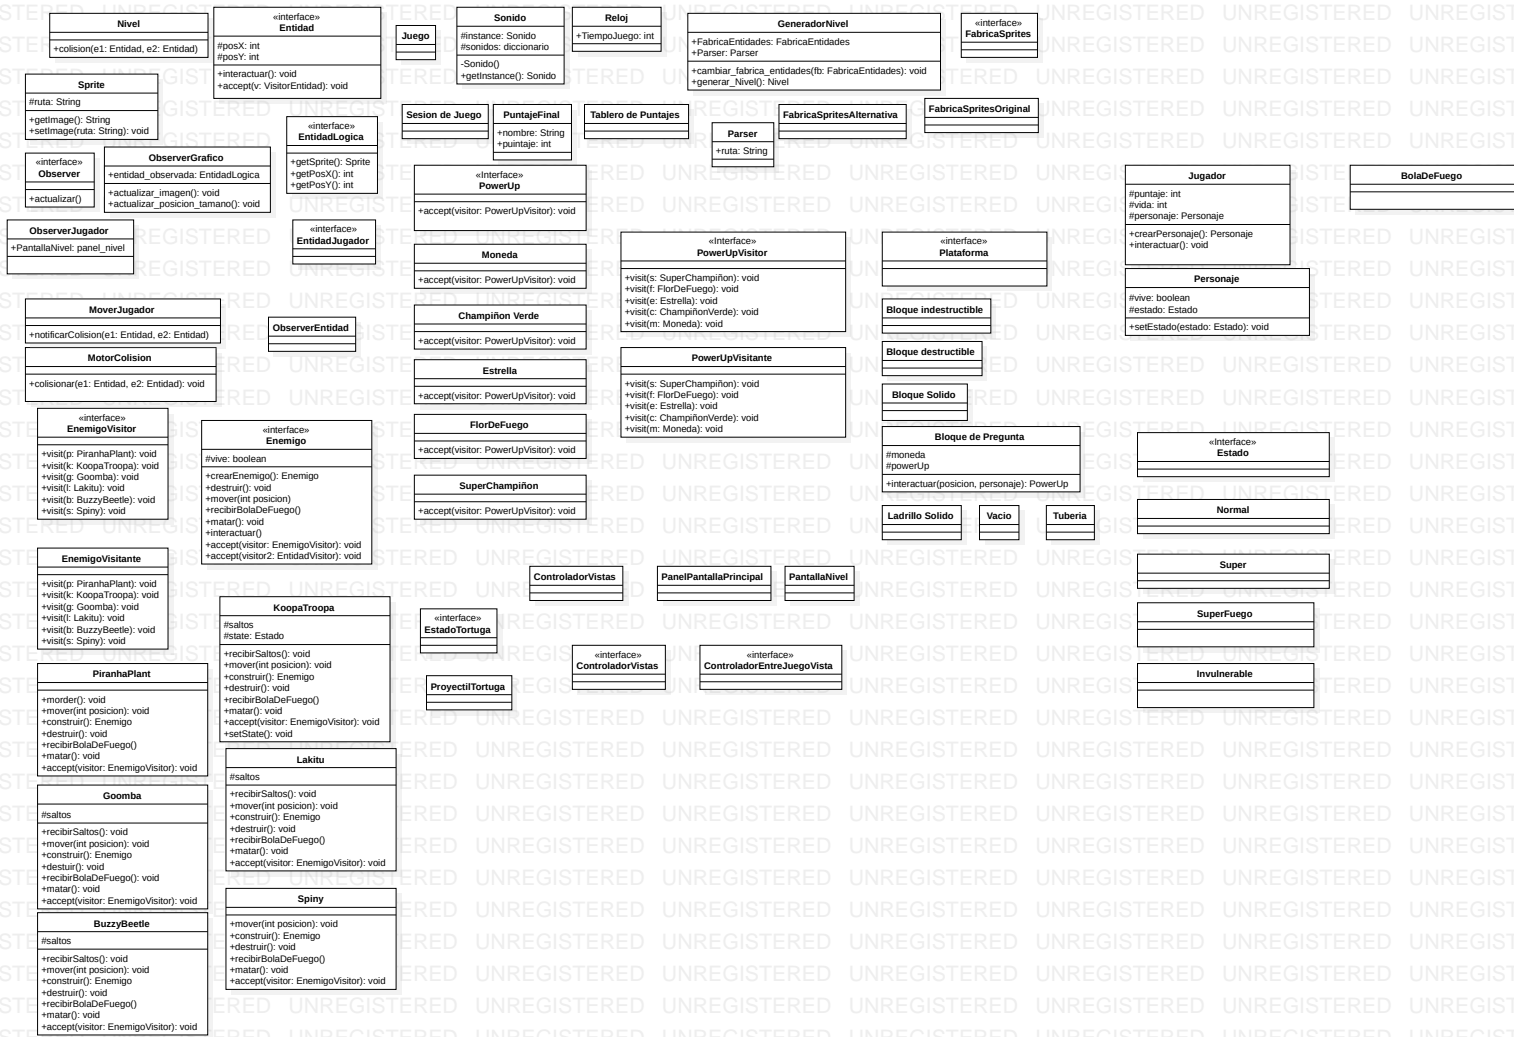 Nivel
+colision(e1: Entidad, e2: Entidad)
«interface»
Entidad
#posX: int
#posY: int
+interactuar(): void
+accept(v: VisitorEntidad): void
Juego
Sonido
#instance: Sonido
#sonidos: diccionario
-Sonido()
+getInstance(): Sonido
Reloj
+TiempoJuego: int
GeneradorNivel
+FabricaEntidades: FabricaEntidades
+Parser: Parser
+cambiar_fabrica_entidades(fb: FabricaEntidades): void
+generar_Nivel(): Nivel
«interface»
FabricaSprites
Sprite
#ruta: String
+getImage(): String
+setImage(ruta: String): void
«interface»
EntidadLogica
+getSprite(): Sprite
+getPosX(): int
+getPosY(): int
Sesion de Juego
PuntajeFinal
+nombre: String
+puintaje: int
Tablero de Puntajes
Parser
+ruta: String
FabricaSpritesAlternativa
FabricaSpritesOriginal
«interface»
Observer
+actualizar()
ObserverGrafico
+entidad_observada: EntidadLogica
+actualizar_imagen(): void
+actualizar_posicion_tamano(): void
«Interface»
PowerUp
+accept(visitor: PowerUpVisitor): void
Jugador
#puntaje: int
#vida: int
#personaje: Personaje
+crearPersonaje(): Personaje
+interactuar(): void
BolaDeFuego
ObserverJugador
+PantallaNivel: panel_nivel
«interface»
EntidadJugador
Moneda
+accept(visitor: PowerUpVisitor): void
«Interface»
PowerUpVisitor
+visit(s: SuperChampiñon): void
+visit(f: FlorDeFuego): void
+visit(e: Estrella): void
+visit(c: ChampiñonVerde): void
+visit(m: Moneda): void
«interface»
Plataforma
Personaje
#vive: boolean
#estado: Estado
+setEstado(estado: Estado): void
MoverJugador
+notificarColision(e1: Entidad, e2: Entidad)
ObserverEntidad
Champiñon Verde
+accept(visitor: PowerUpVisitor): void
Bloque indestructible
MotorColision
+colisionar(e1: Entidad, e2: Entidad): void
Estrella
+accept(visitor: PowerUpVisitor): void
PowerUpVisitante
+visit(s: SuperChampiñon): void
+visit(f: FlorDeFuego): void
+visit(e: Estrella): void
+visit(c: ChampiñonVerde): void
+visit(m: Moneda): void
Bloque destructible
Bloque Solido
«interface»
EnemigoVisitor
+visit(p: PiranhaPlant): void
+visit(k: KoopaTroopa): void
+visit(g: Goomba): void
+visit(l: Lakitu): void
+visit(b: BuzzyBeetle): void
+visit(s: Spiny): void
«interface»
Enemigo
#vive: boolean
+crearEnemigo(): Enemigo
+destruir(): void
+mover(int posicion)
+recibirBolaDeFuego()
+matar(): void
+interactuar()
+accept(visitor: EnemigoVisitor): void
+accept(visitor2: EntidadVisitor): void
FlorDeFuego
+accept(visitor: PowerUpVisitor): void
Bloque de Pregunta
#moneda
#powerUp
+interactuar(posicion, personaje): PowerUp
«Interface»
Estado
SuperChampiñon
+accept(visitor: PowerUpVisitor): void
Ladrillo Solido
Vacio
Tuberia
Normal
EnemigoVisitante
+visit(p: PiranhaPlant): void
+visit(k: KoopaTroopa): void
+visit(g: Goomba): void
+visit(l: Lakitu): void
+visit(b: BuzzyBeetle): void
+visit(s: Spiny): void
ControladorVistas
PanelPantallaPrincipal
PantallaNivel
Super
KoopaTroopa
#saltos
#state: Estado
+recibirSaltos(): void
+mover(int posicion): void
+construir(): Enemigo
+destruir(): void
+recibirBolaDeFuego()
+matar(): void
+accept(visitor: EnemigoVisitor): void
+setState(): void
«interface»
EstadoTortuga
SuperFuego
«interface»
ControladorVistas
«interface»
ControladorEntreJuegoVista
PiranhaPlant
+morder(): void
+mover(int posicion): void
+construir(): Enemigo
+destruir(): void
+recibirBolaDeFuego()
+matar(): void
+accept(visitor: EnemigoVisitor): void
ProyectilTortuga
Invulnerable
Lakitu
#saltos
+recibirSaltos(): void
+mover(int posicion): void
+construir(): Enemigo
+destruir(): void
+recibirBolaDeFuego()
+matar(): void
+accept(visitor: EnemigoVisitor): void
Goomba
#saltos
+recibirSaltos(): void
+mover(int posicion): void
+construir(): Enemigo
+destuir(): void
+recibirBolaDeFuego(): void
+matar(): void
+accept(visitor: EnemigoVisitor): void
Spiny
+mover(int posicion): void
+construir(): Enemigo
+destruir(): void
+recibirBolaDeFuego()
+matar(): void
+accept(visitor: EnemigoVisitor): void
BuzzyBeetle
#saltos
+recibirSaltos(): void
+mover(int posicion): void
+construir(): Enemigo
+destruir(): void
+recibirBolaDeFuego()
+matar(): void
+accept(visitor: EnemigoVisitor): void
UNREGISTERED